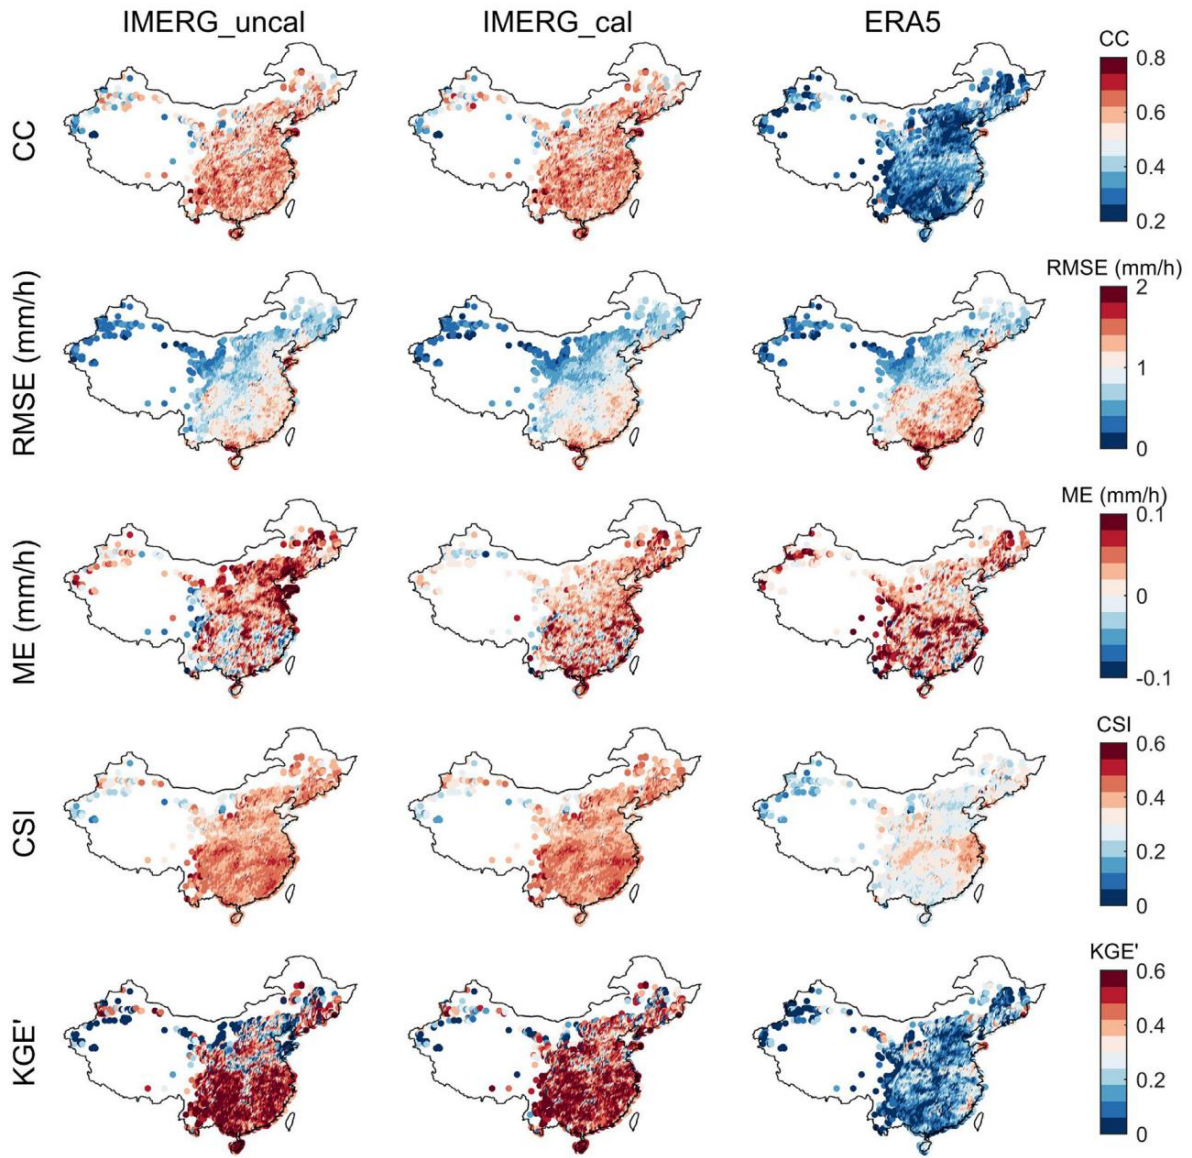 IMERG_uncal IMERG_cal ERA5
CC
CC
0.8
0.6
0.4
0.2
RMSE (mm/h)
RMSE (mm/h)
2
1
0
ME (mm/h)
ME (mm/h)
0.1
0
-0.1
CSI
CSI
0.6
0.4
0.2
0
KGE'
KGE'
0.6
0.4
0.2
0